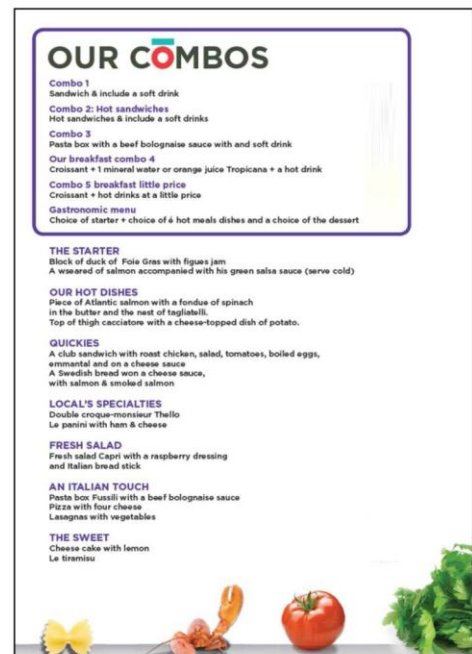 OUR COMBOS
Combo 1
Sandwich & include a soft drink
Combo 2: Hot sandwiches
Hot sandwiches & include a soft drinks
Combo 3
Pasta box with a beef bolognaise sauce with and soft drink
Our breakfast combo 4
Croissant + 1 mineral water or orange juice Tropicana + a hot drink
Combo 5 breakfast little price
Croissant + hot drinks at a little price
Gastronomic menu
Choice of starter + choice of é hot meals dishes and a choice of the dessert
THE STARTER
Block of duck of Foie Gras with figues jam
A wseared of salmon accompanied with his green salsa sauce (serve cold)
OUR HOT DISHES
Piece of Atlantic salmon with a fondue of spinach
in the butter and the nest of tagliatelli.
Top of thigh cacciatore with a cheese-topped dish of potato.
QUICKIES
A club sandwich with roast chicken, salad, tomatoes, boiled eggs,
emmantal and on a cheese sauce
A Swedish bread won a cheese sauce,
with salmon & smoked salmon
LOCAL'S SPECIALTIES
Double croque-monsieur Thello
Le panini with ham & cheese
FRESH SALAD
Fresh salad Capri with a raspberry dressing
and Italian bread stick
AN ITALIAN TOUCH
Pasta box Fussili with a beef bolognaise sauce
Pizza with four cheese
Lasagnas with vegetables
THE SWEET
Cheese cake with lemon
Le tiramisu